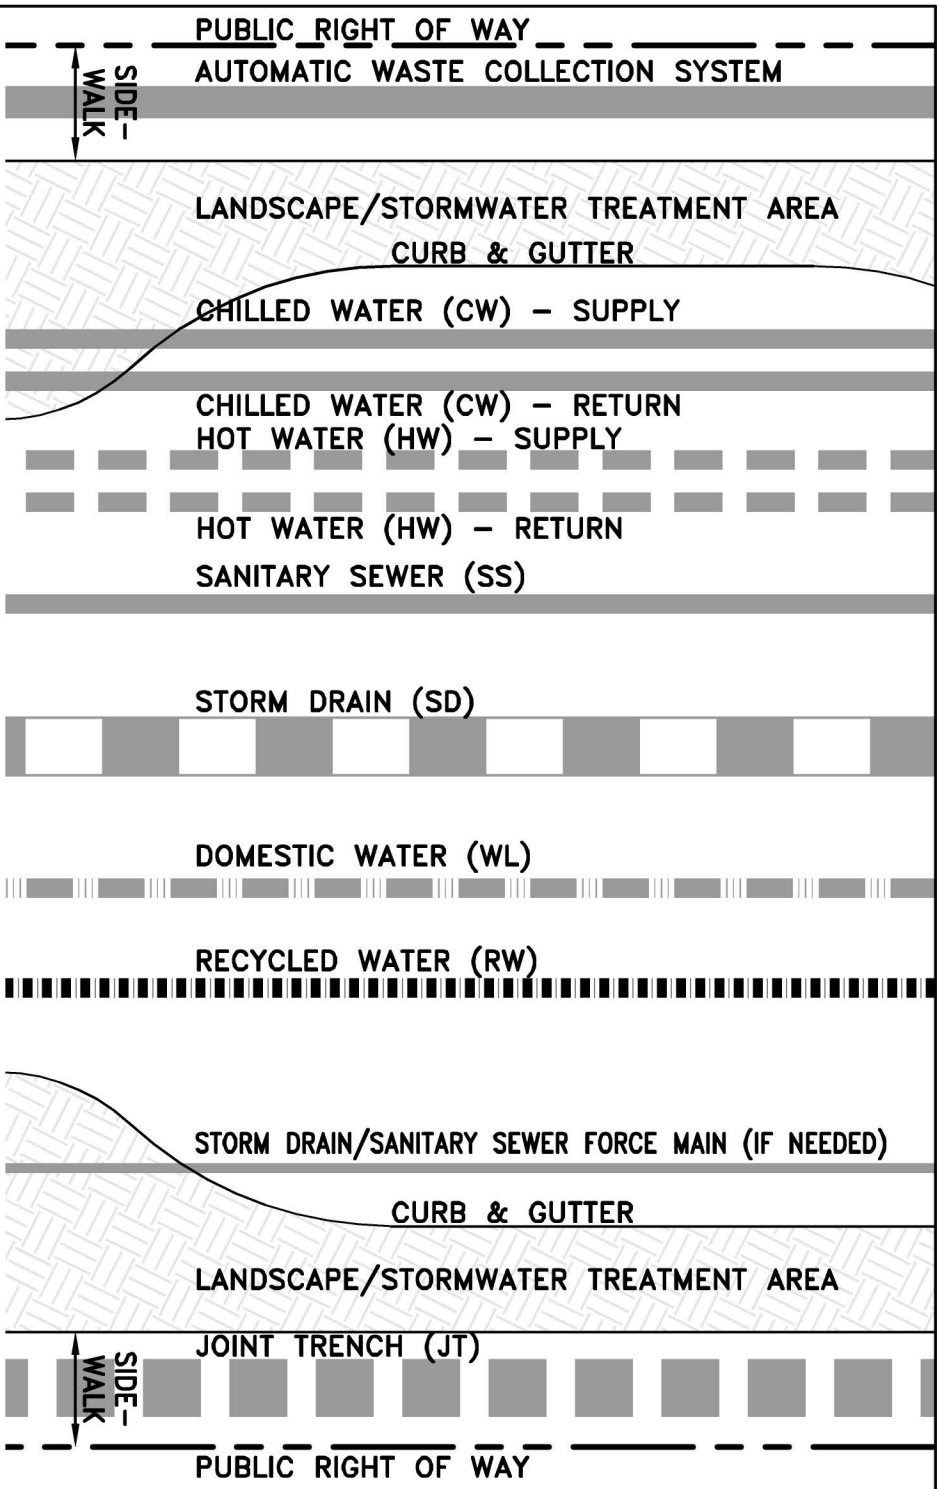 PUBLIC RIGHT OF WAY
AUTOMATIC WASTE COLLECTION SYSTEM
SIDE-
WALK
LANDSCAPE/STORMWATER TREATMENT AREA
CURB & GUTTER
CHILLED WATER (CW) - SUPPLY
CHILLED WATER (CW) - RETURN
HOT WATER (HW) - SUPPLY
HOT WATER (HW) - RETURN
SANITARY SEWER (SS)
STORM DRAIN (SD)
DOMESTIC WATER (WL)
RECYCLED WATER (RW)
STORM DRAIN/SANITARY SEWER FORCE MAIN (IF NEEDED)
CURB & GUTTER
LANDSCAPE/STORMWATER TREATMENT AREA
JOINT TRENCH (JT)
SIDE-
WALK
PUBLIC RIGHT OF WAY